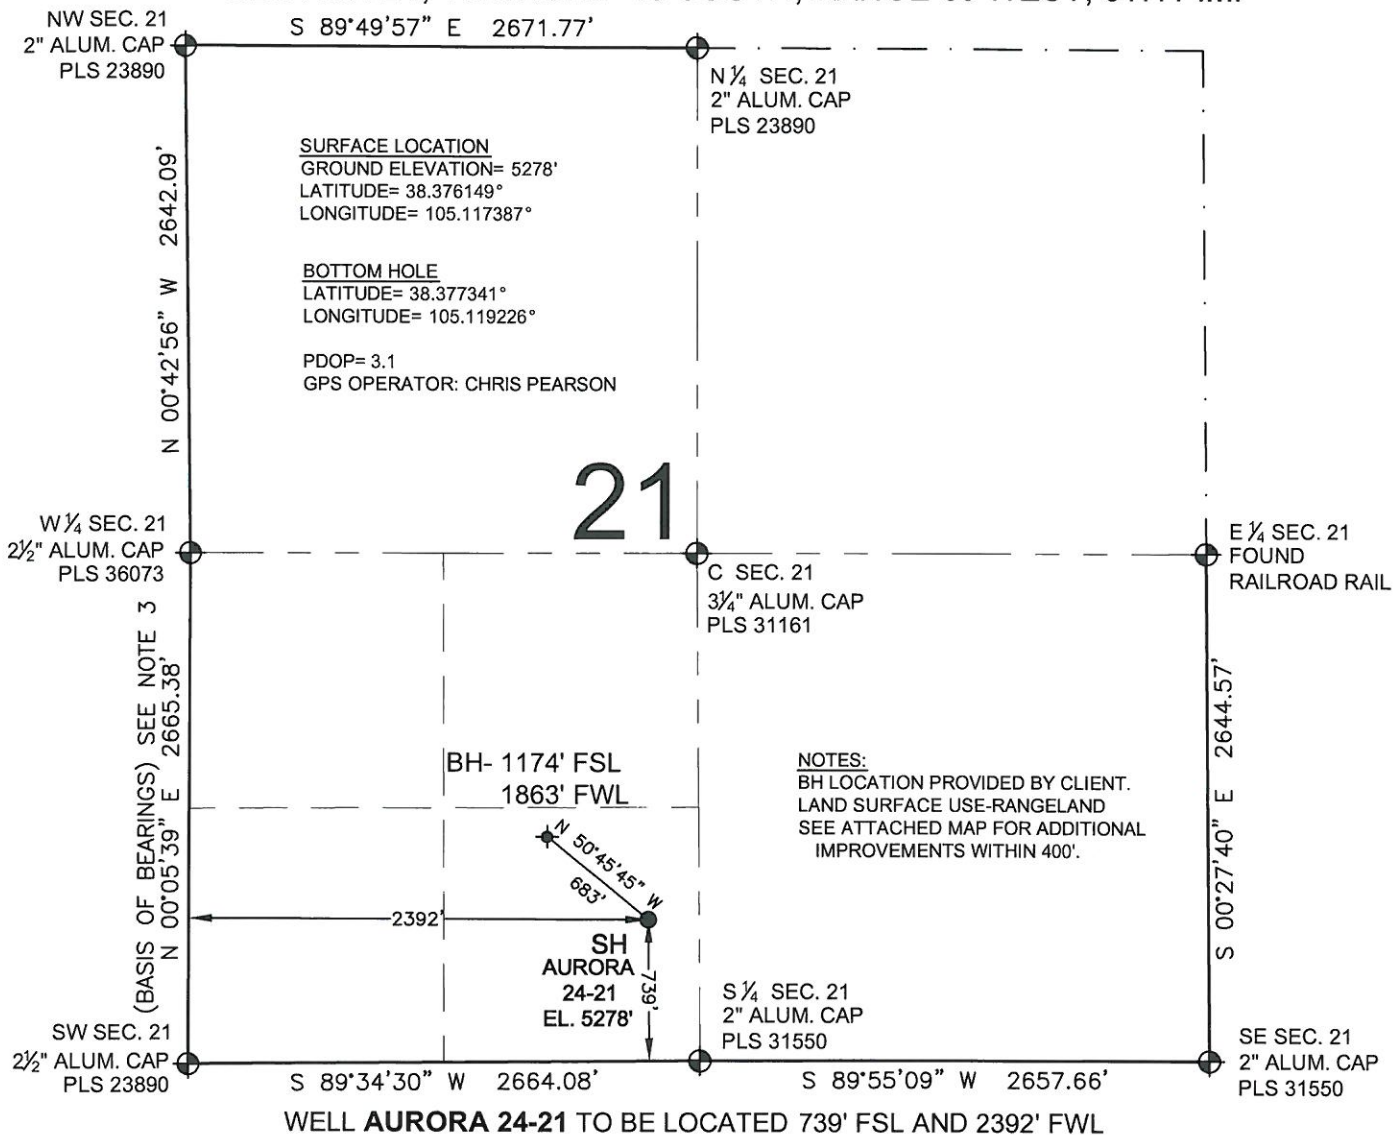 NW SEC. 21
2" ALUM. CAP
PLS 23890
S 89°49'57" E 2671.77'
N ¼ SEC. 21
2" ALUM. CAP
PLS 23890
SURFACE LOCATION
GROUND ELEVATION= 5278'
LATITUDE= 38.376149°
LONGITUDE= 105.117387°
BOTTOM HOLE
LATITUDE= 38.377341°
LONGITUDE= 105.119226°
PDOP= 3.1
GPS OPERATOR: CHRIS PEARSON
N 00°42'56" W 2642.09'
21
W ¼ SEC. 21
2½" ALUM. CAP
PLS 36073
C SEC. 21
3¼" ALUM. CAP
PLS 31161
E ¼ SEC. 21
FOUND
RAILROAD RAIL
(BASIS OF BEARINGS) SEE NOTE 3
N 00°05'39" E 2665.38'
BH- 1174' FSL
1863' FWL
N 50°45'45" W
683'
2392'
739'
SH
AURORA
24-21
EL. 5278'
NOTES:
BH LOCATION PROVIDED BY CLIENT.
LAND SURFACE USE-RANGELAND
SEE ATTACHED MAP FOR ADDITIONAL
IMPROVEMENTS WITHIN 400'.
S 00°27'40" E 2644.57'
SW SEC. 21
2½" ALUM. CAP
PLS 23890
S 89°34'30" W 2664.08'
S ¼ SEC. 21
2" ALUM. CAP
PLS 31550
S 89°55'09" W 2657.66'
SE SEC. 21
2" ALUM. CAP
PLS 31550
WELL AURORA 24-21 TO BE LOCATED 739' FSL AND 2392' FWL